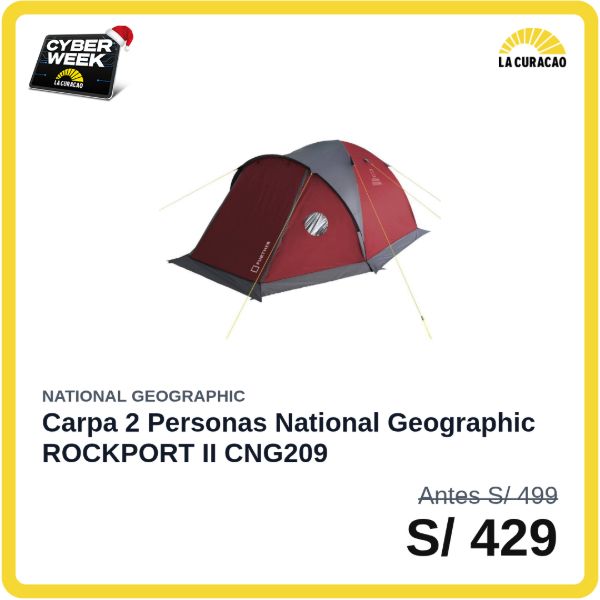 CYBER
WEEK
LA CURACAO
LA CURACAO
FURTHER
NATIONAL GEOGRAPHIC
Carpa 2 Personas National Geographic
ROCKPORT II CNG209
Antes S/ 499
S/ 429